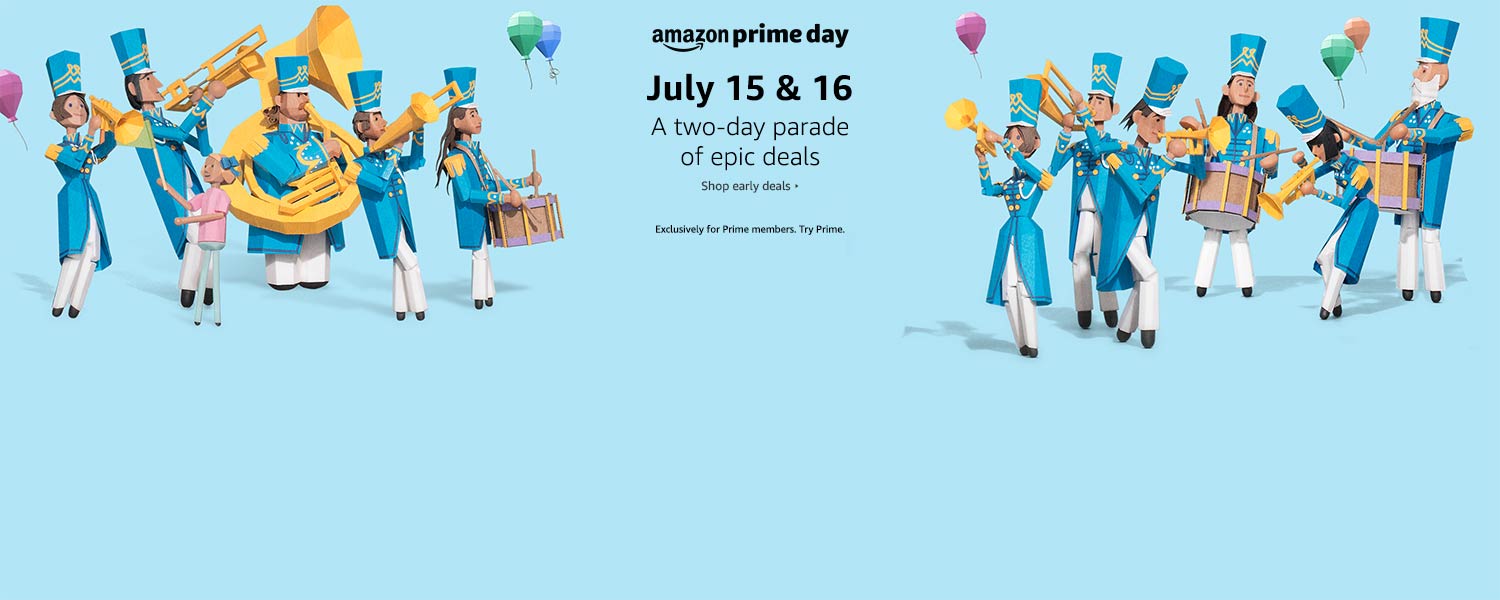 amazon prime day
July 15 & 16
A two-day parade
of epic deals
Shop early deals ▸
Exclusively for Prime members. Try Prime.